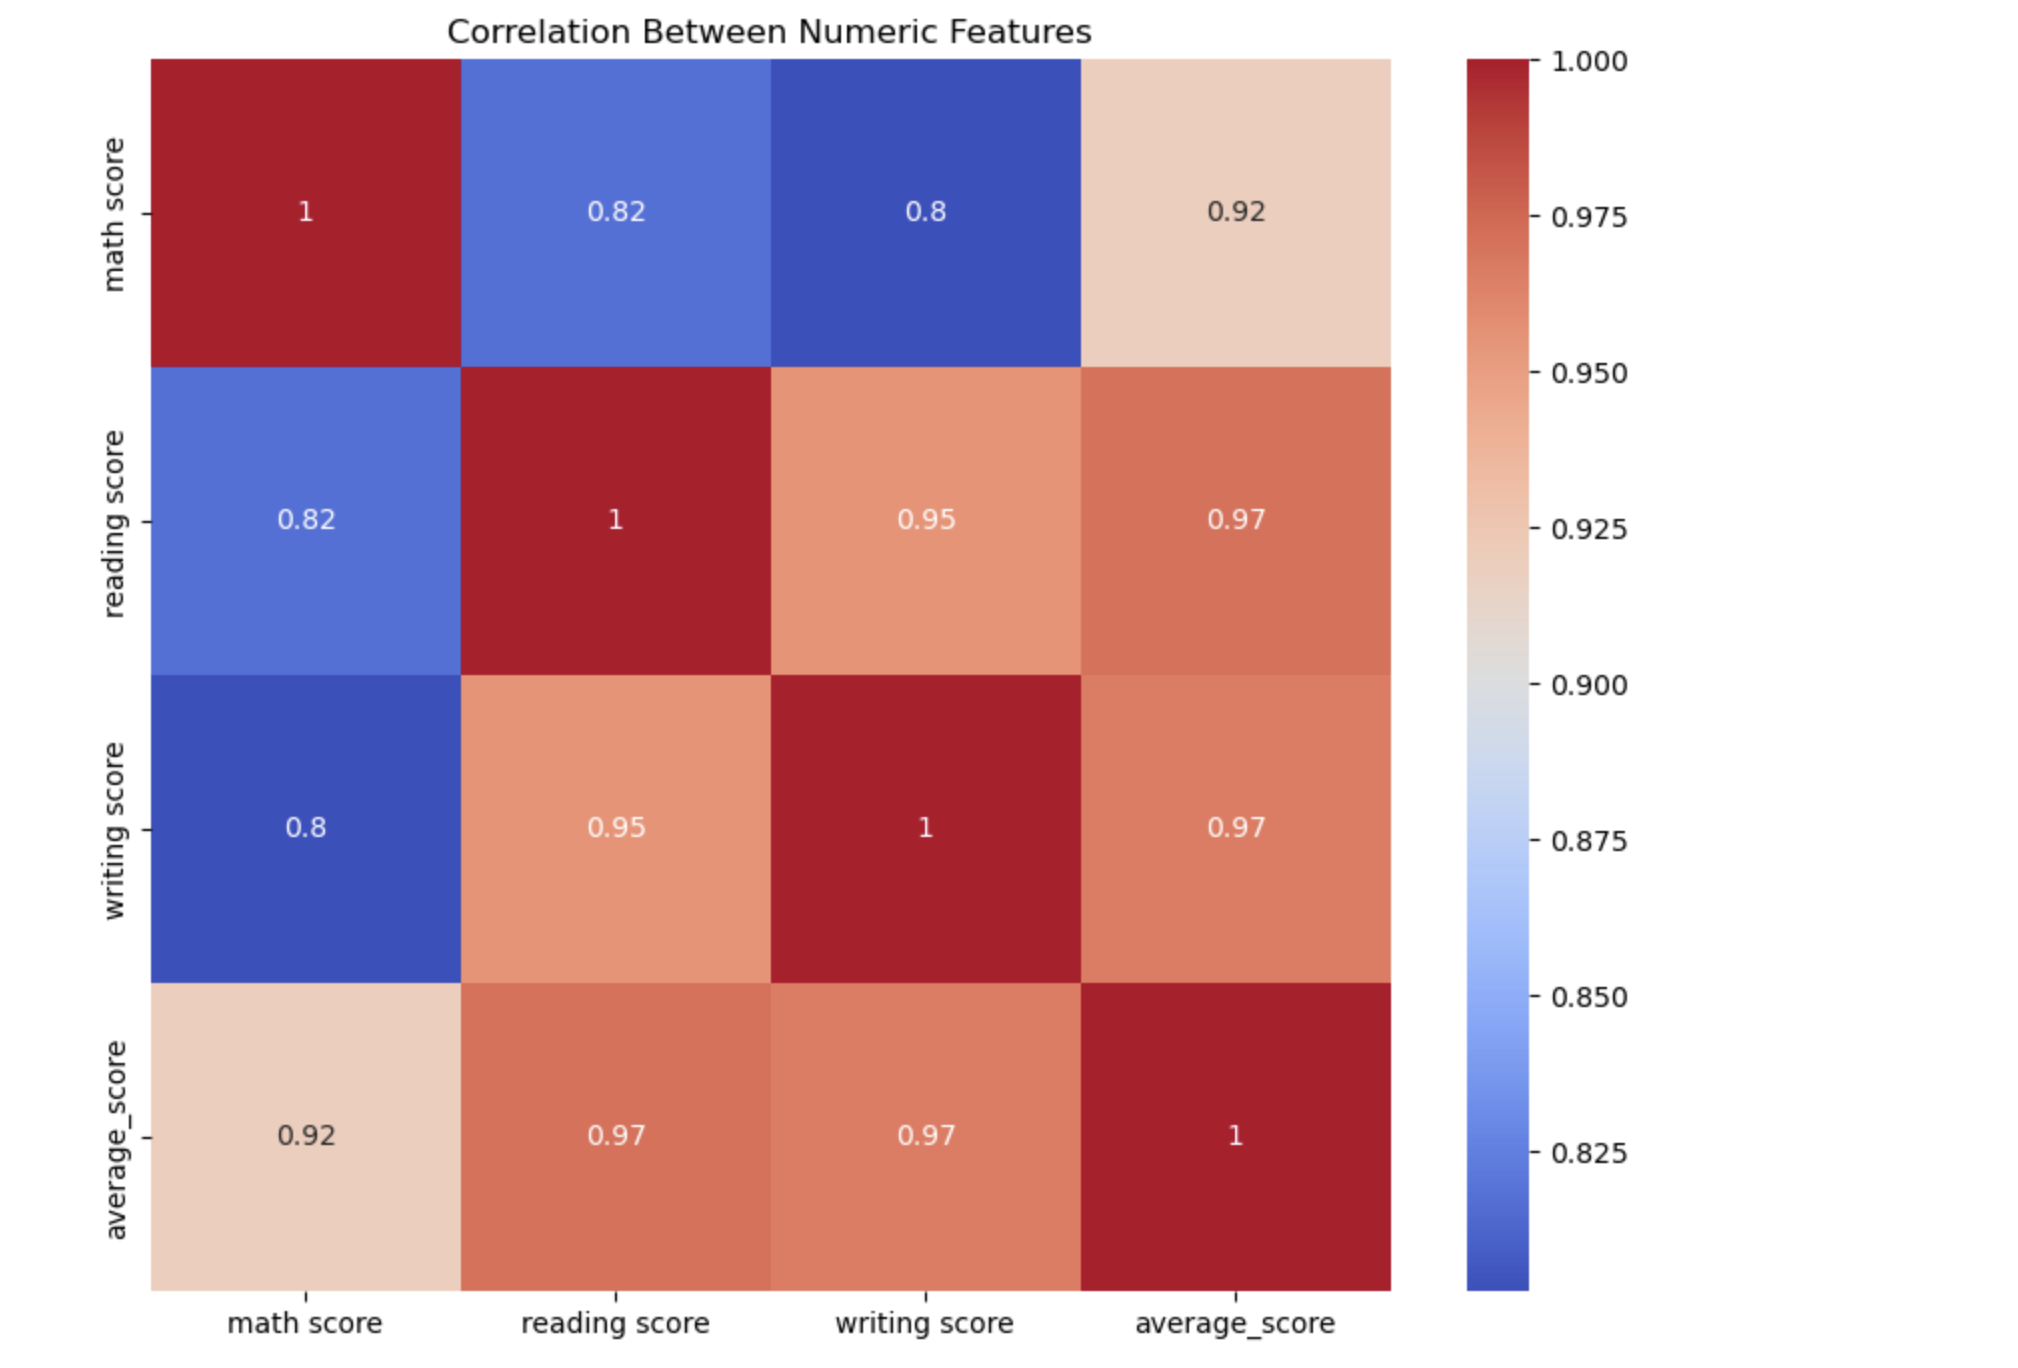 Correlation Between Numeric Features
math score
1 0.82 0.8 0.92
reading score
0.82 1 0.95 0.97
writing score
0.8 0.95 1 0.97
average_score
0.92 0.97 0.97 1
math score reading score writing score average_score
1.000
0.975
0.950
0.925
0.900
0.875
0.850
0.825